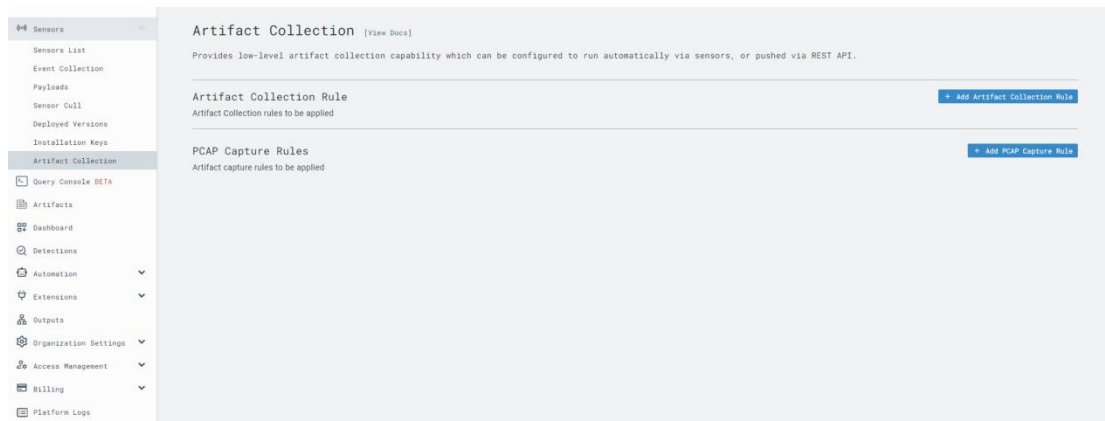 Sensors
Sensors List
Event Collection
Payloads
Sensor Cull
Deployed Versions
Installation Keys
Artifact Collection
Query Console BETA
Artifacts
Dashboard
Detections
Automation
Extensions
Outputs
Organization Settings
Access Management
Billing
Platform Logs
Artifact Collection [View Docs]
Provides low-level artifact collection capability which can be configured to run automatically via sensors, or pushed via REST API.
Artifact Collection Rule
+ Add Artifact Collection Rule
Artifact Collection rules to be applied
PCAP Capture Rules
+ Add PCAP Capture Rule
Artifact capture rules to be applied